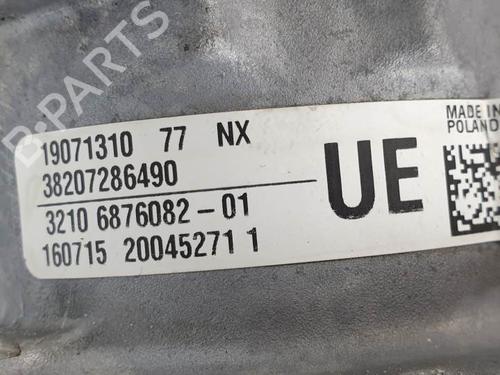 B-PARTS
19071310 77 NX
38207286490
3210 6876082-01
160715 20045271 1
UE
MADE IN
POLAND